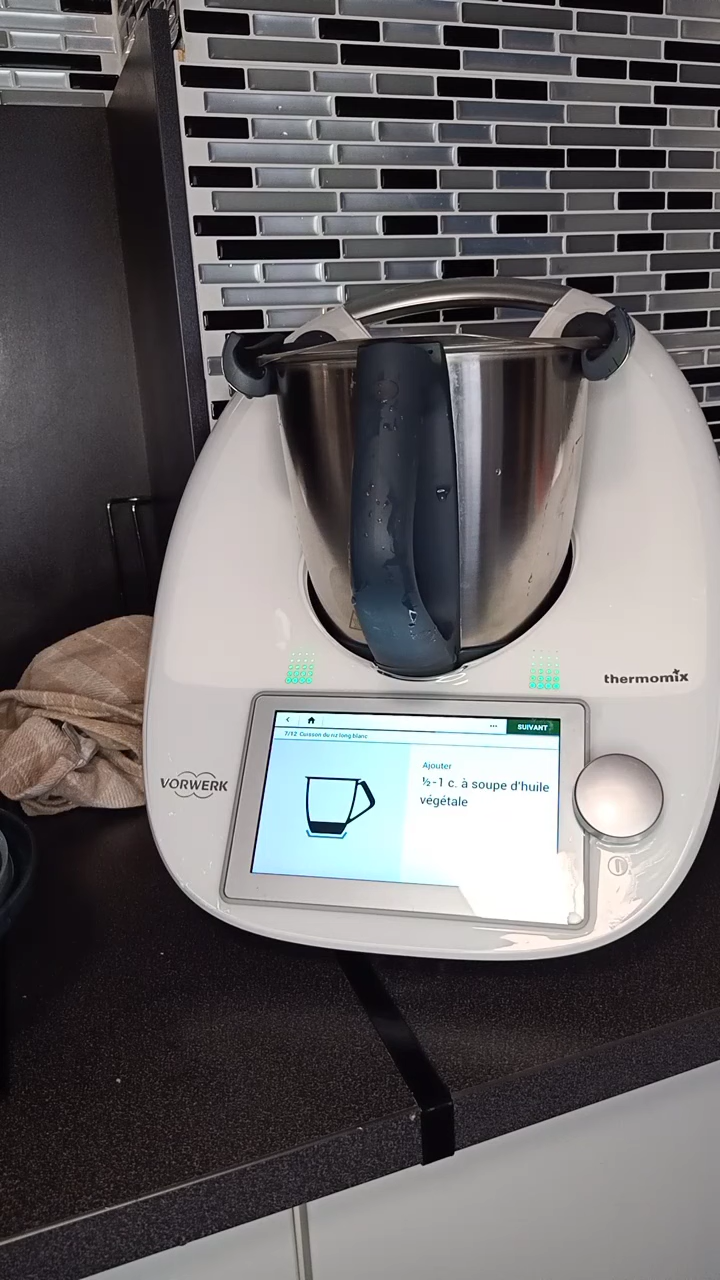 thermomix
VORWERK
SUIVANT
7/12 Cuisson du riz long blanc
Ajouter
½-1 c. à soupe d'huile
végétale